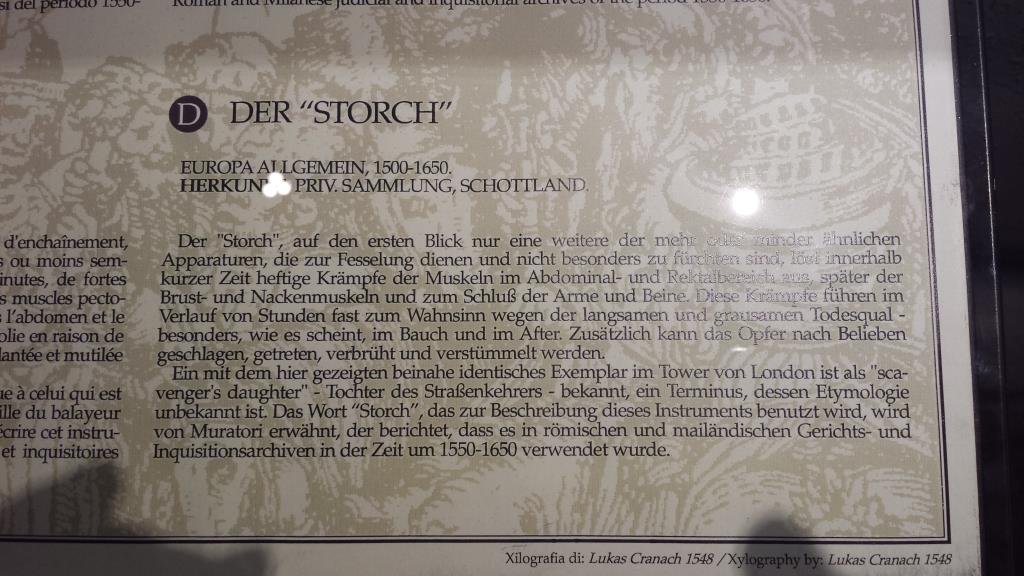 si del periodo 1550-
Roman and Milanese judicial and inquisitorial archives of the period 1550-1650.
D DER “STORCH”
EUROPA ALLGEMEIN, 1500-1650.
PRIV. SAMMLUNG, SCHOTTLAND.
d'enchaînement,
s ou moins sem-
inutes, de fortes
s muscles pecto-
s l'abdomen et le
olie en raison de
lantée et mutilée
ue à celui qui est
ille du balayeur
écrire cet instru-
et inquisitoires
Der "Storch", auf den ersten Blick nur eine weitere der mehr oder minder ähnlichen
Apparaturen, die zur Fesselung dienen und nicht besonders zu fürchten sind, löst innerhalb
kurzer Zeit heftige Krämpfe der Muskeln im Abdominal- und Rektalbereich aus, später der
Brust- und Nackenmuskeln und zum Schluß der Arme und Beine. Diese Krämpfe führen im
Verlauf von Stunden fast zum Wahnsinn wegen der langsamen und grausamen Todesqual -
besonders, wie es scheint, im Bauch und im After. Zusätzlich kann das Opfer nach Belieben
geschlagen, getreten, verbrüht und verstümmelt werden.
Ein mit dem hier gezeigten beinahe identisches Exemplar im Tower von London ist als "sca-
venger's daughter" - Tochter des Straßenkehrers - bekannt, ein Terminus, dessen Etymologie
unbekannt ist. Das Wort “Storch”, das zur Beschreibung dieses Instruments benutzt wird, wird
von Muratori erwähnt, der berichtet, dass es in römischen und mailändischen Gerichts- und
Inquisitionsarchiven in der Zeit um 1550-1650 verwendet wurde.
Xilografia di: Lukas Cranach 1548 / Xylography by: Lukas Cranach 1548